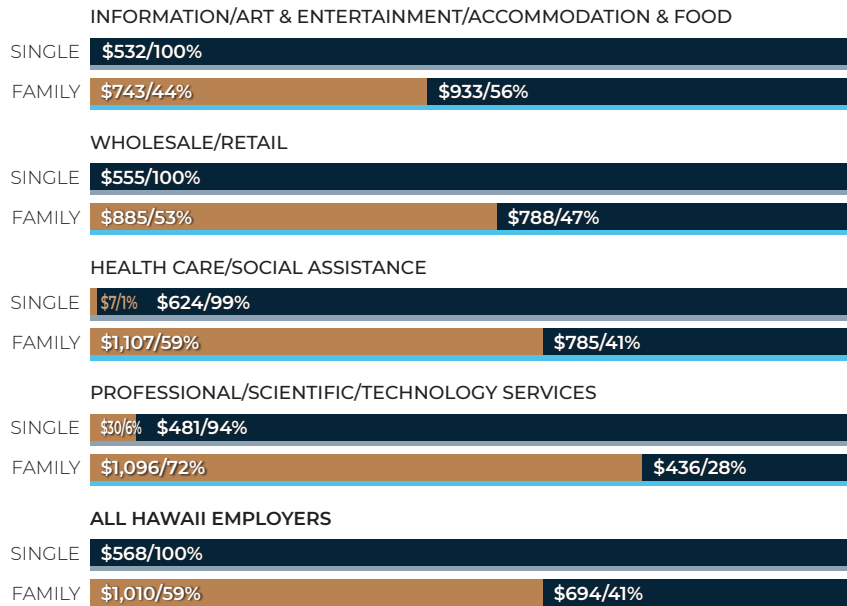 INFORMATION/ART & ENTERTAINMENT/ACCOMMODATION & FOOD
SINGLE $532/100%
FAMILY $743/44% $933/56%
WHOLESALE/RETAIL
SINGLE $555/100%
FAMILY $885/53% $788/47%
HEALTH CARE/SOCIAL ASSISTANCE
SINGLE $7/1% $624/99%
FAMILY $1,107/59% $785/41%
PROFESSIONAL/SCIENTIFIC/TECHNOLOGY SERVICES
SINGLE $30/6% $481/94%
FAMILY $1,096/72% $436/28%
ALL HAWAII EMPLOYERS
SINGLE $568/100%
FAMILY $1,010/59% $694/41%